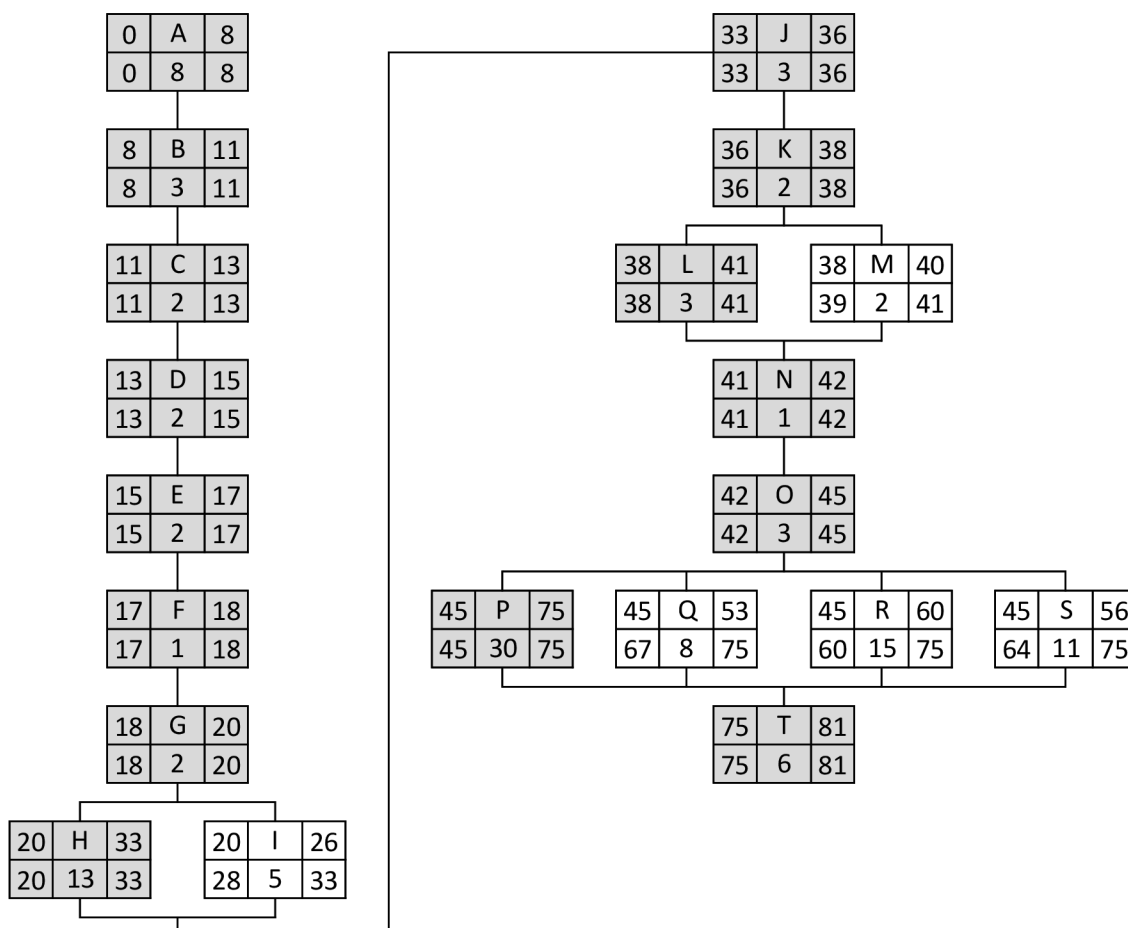 0 A 8
0 8 8
8 B 11
8 3 11
11 C 13
11 2 13
13 D 15
13 2 15
15 E 17
15 2 17
17 F 18
17 1 18
18 G 20
18 2 20
20 H 33
20 13 33
20 I 26
28 5 33
33 J 36
33 3 36
36 K 38
36 2 38
38 L 41
38 3 41
38 M 40
39 2 41
41 N 42
41 1 42
42 O 45
42 3 45
45 P 75
45 30 75
45 Q 53
67 8 75
45 R 60
60 15 75
45 S 56
64 11 75
75 T 81
75 6 81